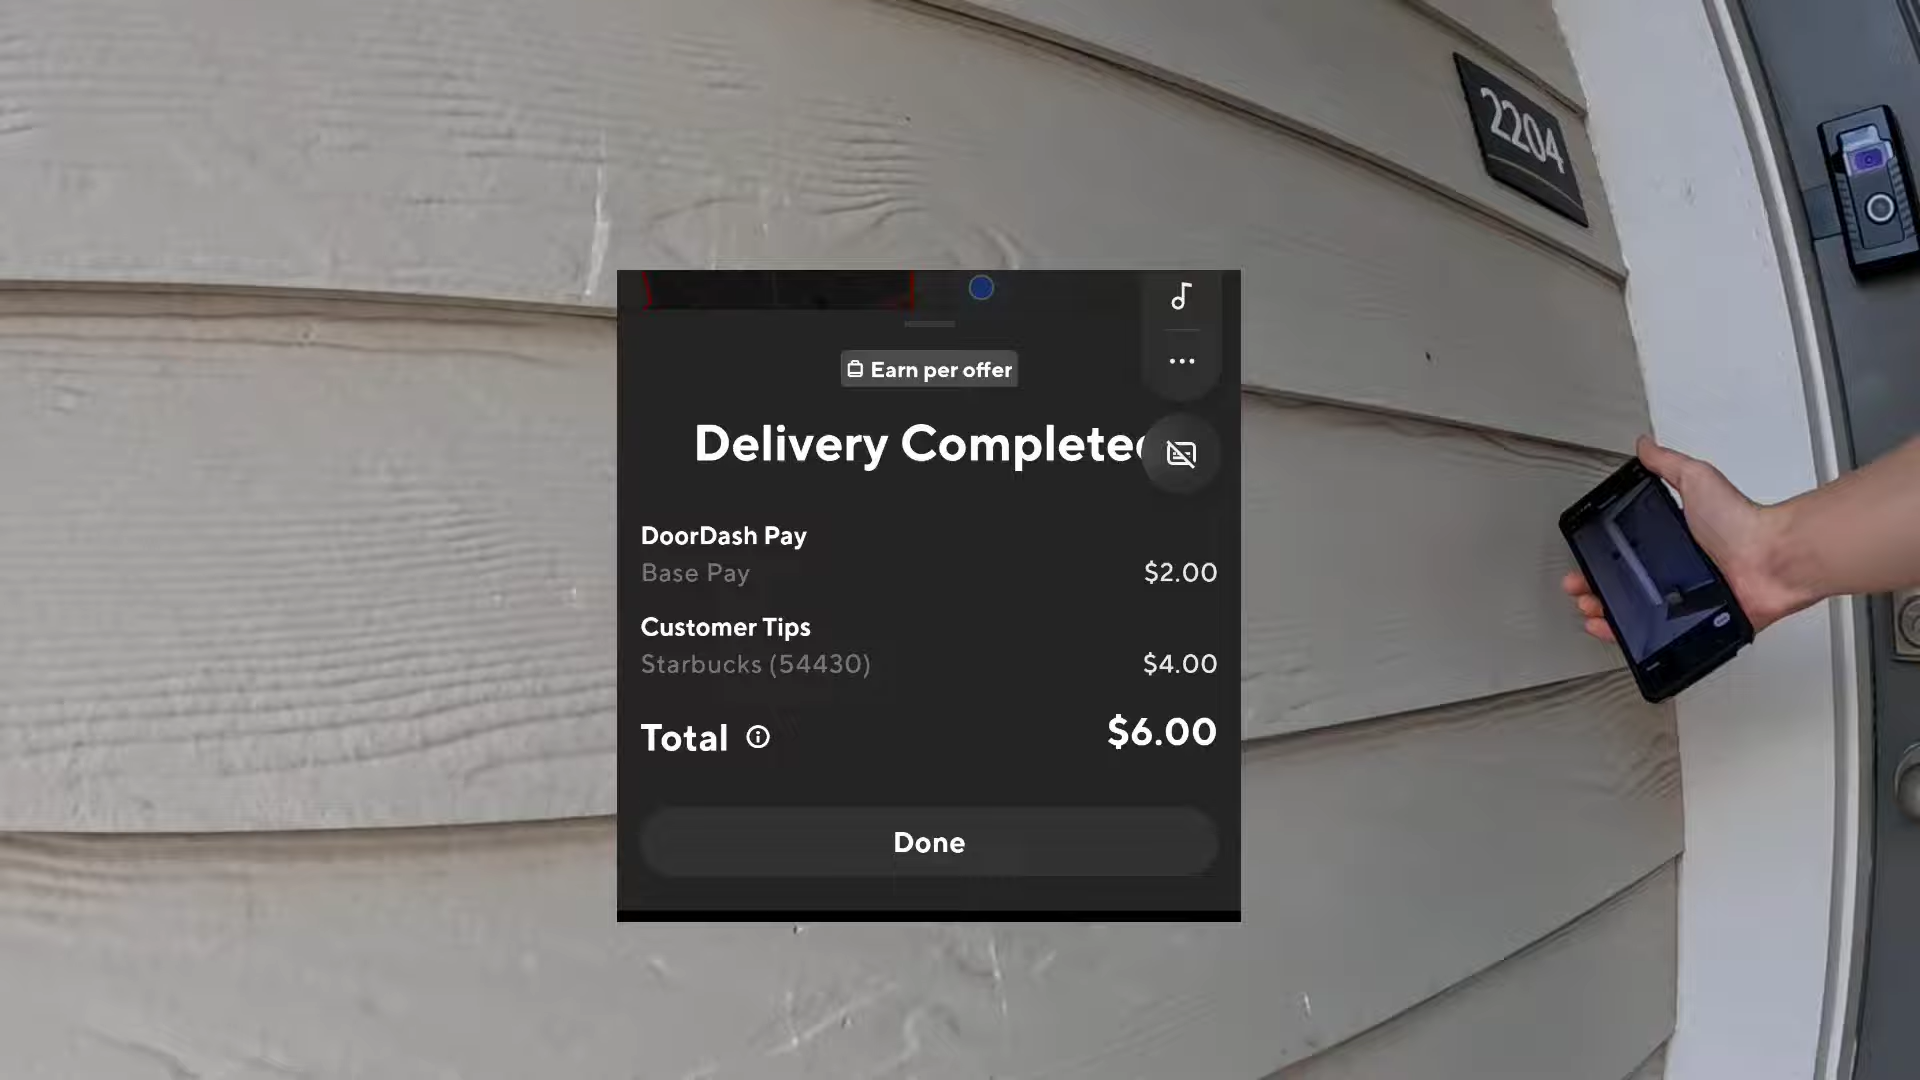 2204
Earn per offer
Delivery Complete
DoorDash Pay
Base Pay $2.00
Customer Tips
Starbucks (54430) $4.00
Total $6.00
Done